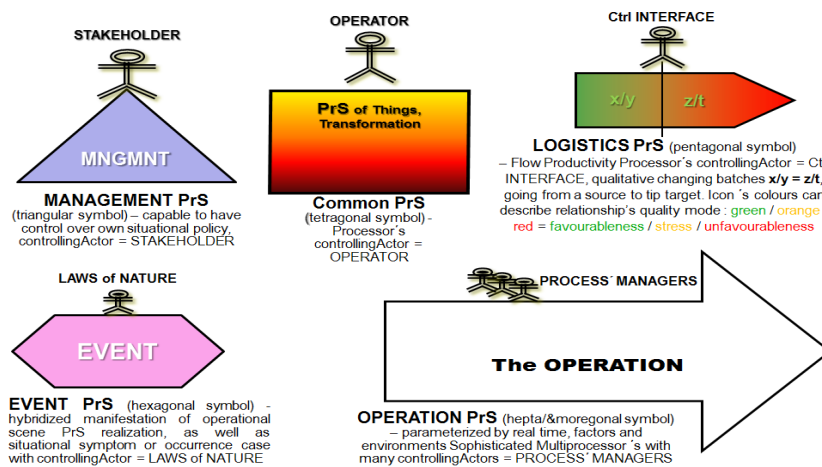 STAKEHOLDER
MNGMNT
MANAGEMENT PrS
(triangular symbol) – capable to have
control over own situational policy,
controllingActor = STAKEHOLDER
OPERATOR
PrS of Things,
Transformation
Common PrS
(tetragonal symbol) -
Processor´s
controllingActor =
OPERATOR
Ctrl INTERFACE
x/y z/t
LOGISTICS PrS (pentagonal symbol)
– Flow Productivity Processor´s controllingActor = Ct
INTERFACE, qualitative changing batches x/y = z/t,
going from a source to tip target. Icon ´s colours can
describe relationship's quality mode : green / orange
red = favourableness / stress / unfavourableness
LAWS of NATURE
EVENT
EVENT PrS (hexagonal symbol) -
hybridized manifestation of operational
scene PrS realization, as well as
situational symptom or occurrence case
with controllingActor = LAWS of NATURE
PROCESS´ MANAGERS
The OPERATION
OPERATION PrS (hepta/&moregonal symbol)
– parameterized by real time, factors and
environments Sophisticated Multiprocessor ´s with
many controllingActors = PROCESS´ MANAGERS